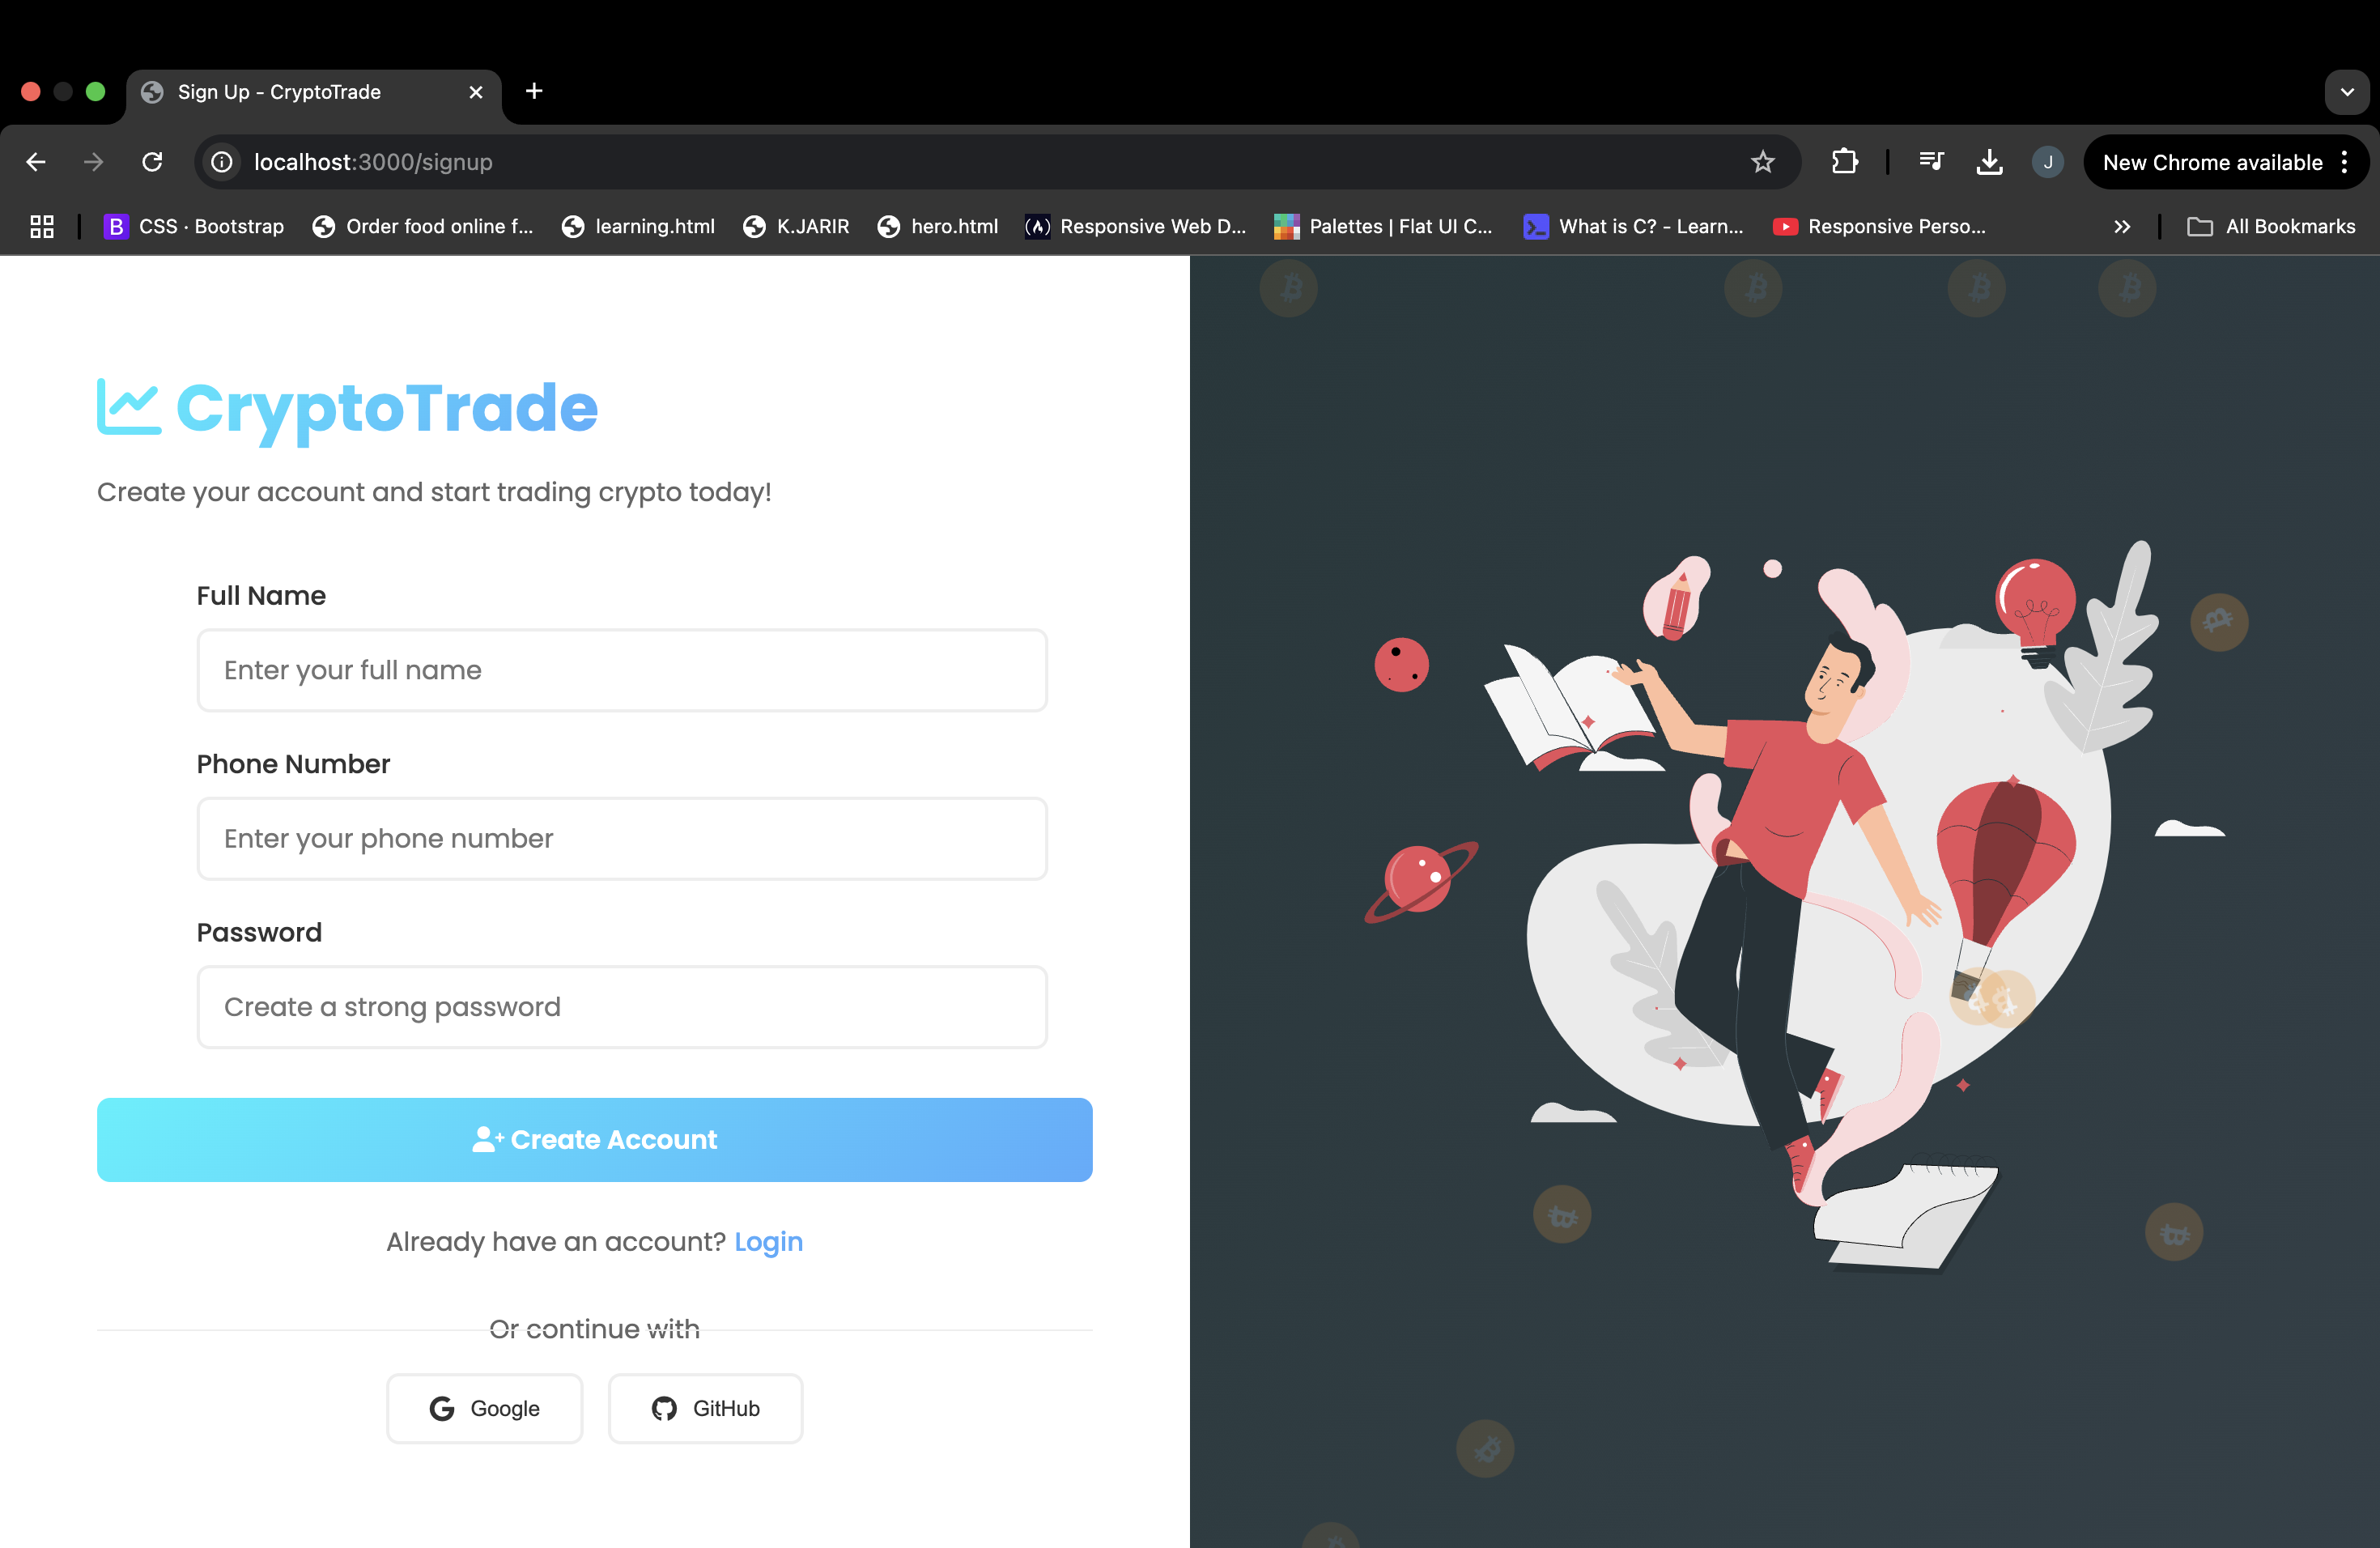 Sign Up - CryptoTrade
localhost:3000/signup
New Chrome available
CSS · Bootstrap
Order food online f...
learning.html
K.JARIR
hero.html
Responsive Web D...
Palettes | Flat UI C...
What is C? - Learn...
Responsive Perso...
All Bookmarks
CryptoTrade
Create your account and start trading crypto today!
Full Name
Enter your full name
Phone Number
Enter your phone number
Password
Create a strong password
Create Account
Already have an account? Login
Or continue with
Google
GitHub